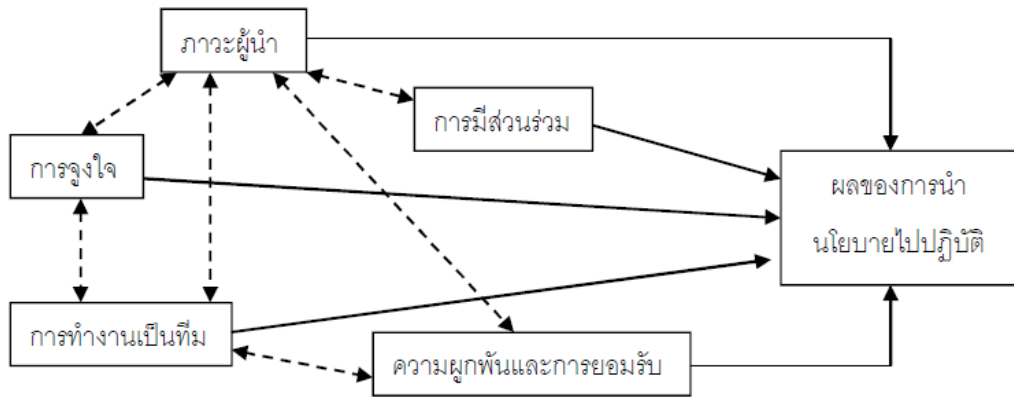 ภาวะผู้นำ
การมีส่วนร่วม
การจูงใจ
ผลของการนำ
นโยบายไปปฏิบัติ
การทำงานเป็นทีม
ความผูกพันและการยอมรับ